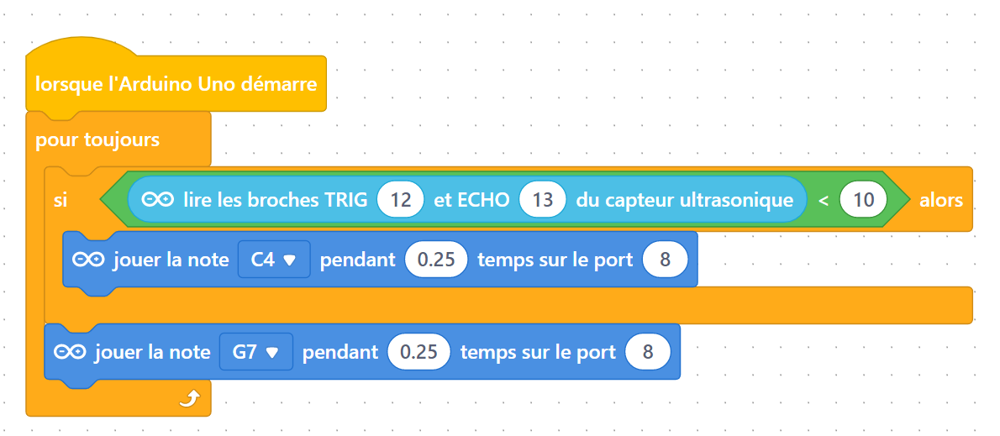 lorsque l'Arduino Uno démarre
pour toujours
si lire les broches TRIG 12 et ECHO 13 du capteur ultrasonique < 10 alors
jouer la note C4 pendant 0.25 temps sur le port 8
jouer la note G7 pendant 0.25 temps sur le port 8